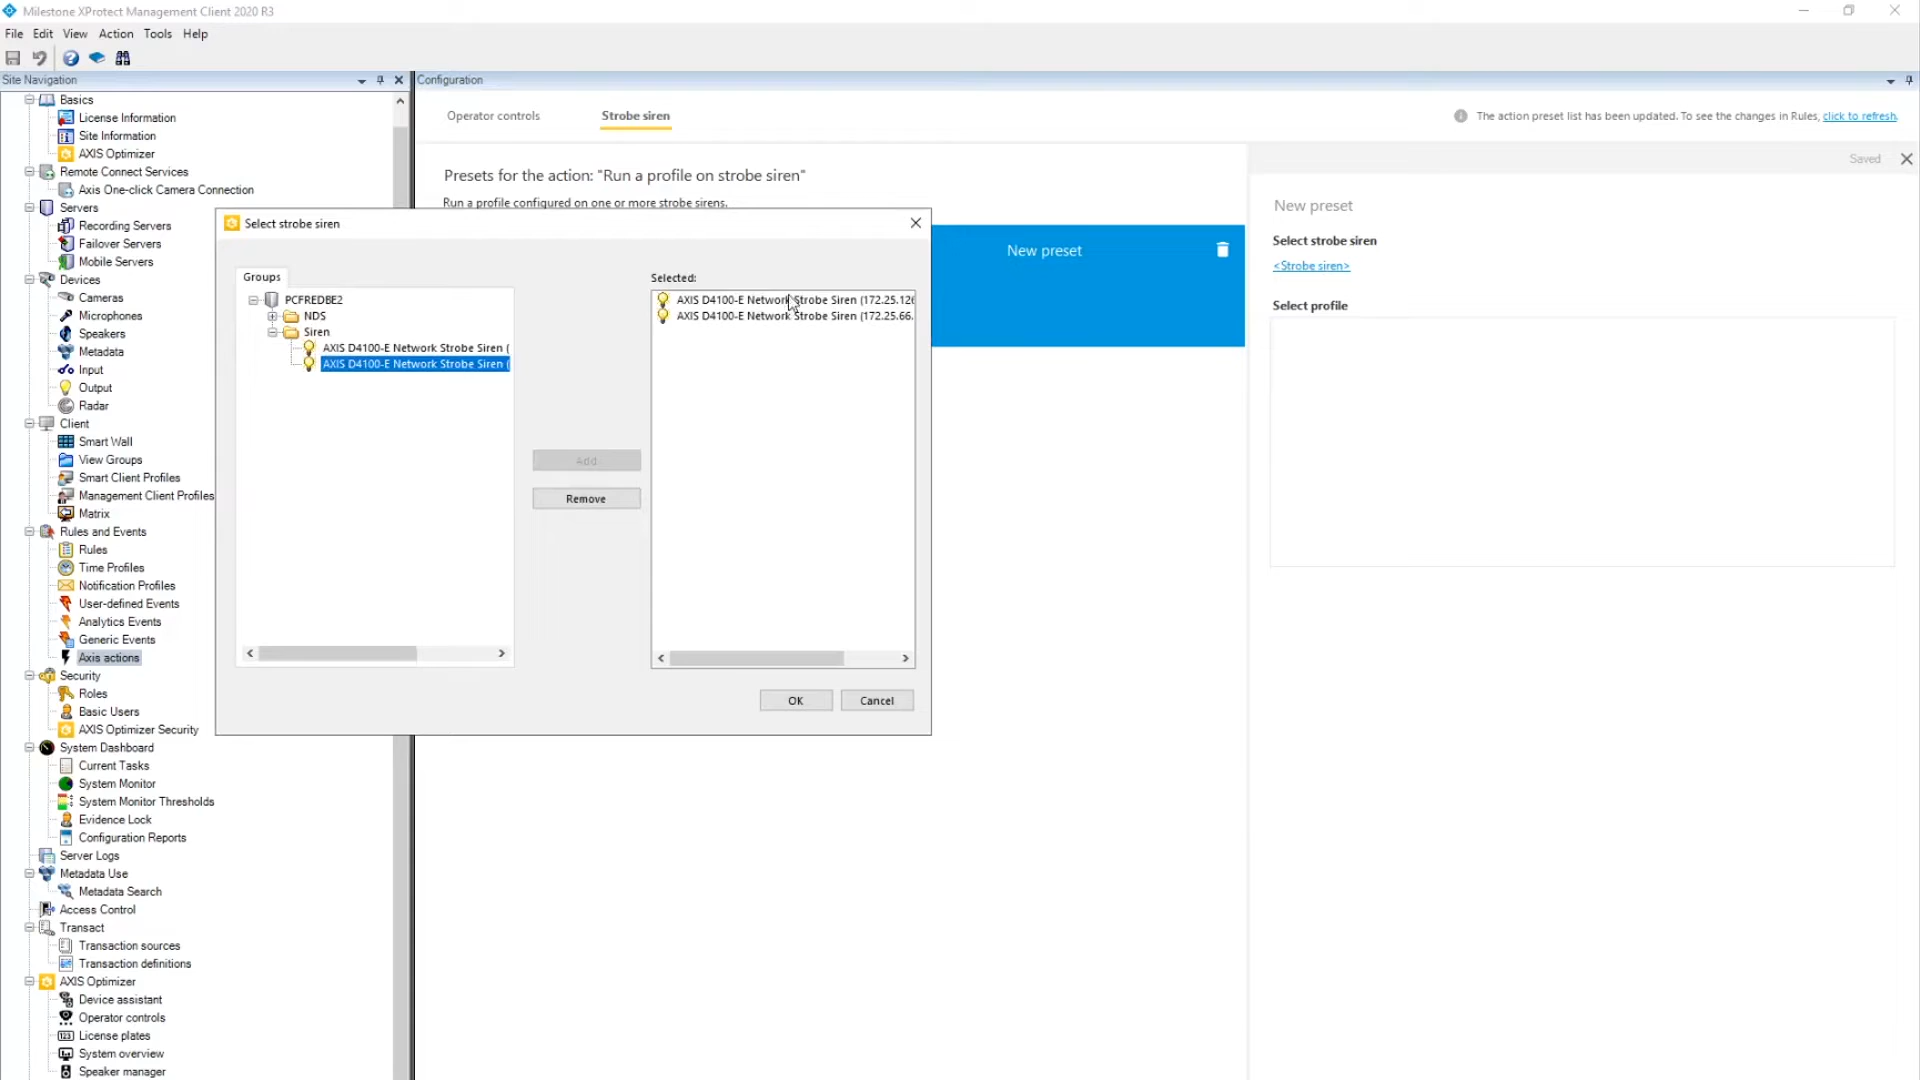 Milestone XProtect Management Client 2020 R3
File Edit View Action Tools Help
Site Navigation
Basics
License Information
Site Information
AXIS Optimizer
Remote Connect Services
Axis One-click Camera Connection
Servers
Recording Servers
Failover Servers
Mobile Servers
Devices
Cameras
Microphones
Speakers
Metadata
Input
Output
Radar
Client
Smart Wall
View Groups
Smart Client Profiles
Management Client Profiles
Matrix
Rules and Events
Rules
Time Profiles
Notification Profiles
User-defined Events
Analytics Events
Generic Events
Axis actions
Security
Roles
Basic Users
AXIS Optimizer Security
System Dashboard
Current Tasks
System Monitor
System Monitor Thresholds
Evidence Lock
Configuration Reports
Server Logs
Metadata Use
Metadata Search
Access Control
Transact
Transaction sources
Transaction definitions
AXIS Optimizer
Device assistant
Operator controls
License plates
System overview
Speaker manager
Configuration
Operator controls Strobe siren
The action preset list has been updated. To see the changes in Rules, click to refresh.
Presets for the action: "Run a profile on strobe siren"
Run a profile configured on one or more strobe sirens.
New preset
Select strobe siren
Groups
PCFREDBE2
NDS
Siren
AXIS D4100-E Network Strobe Siren (
AXIS D4100-E Network Strobe Siren (
Add
Remove
Selected:
AXIS D4100-E Network Strobe Siren (172.25.126
AXIS D4100-E Network Strobe Siren (172.25.66.
OK Cancel
Saved
New preset
Select strobe siren
<Strobe siren>
Select profile